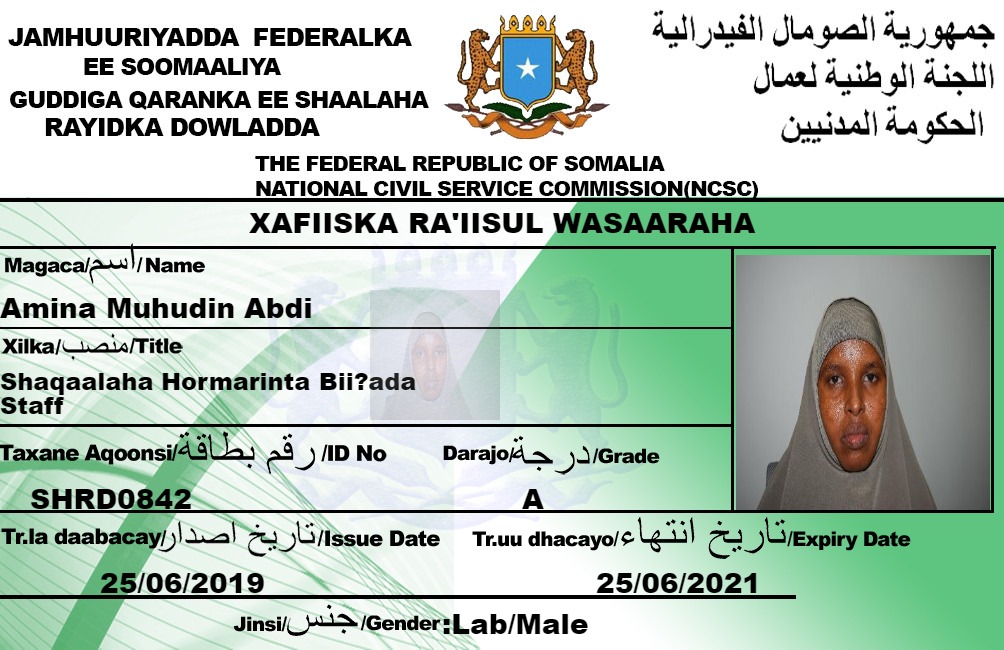 JAMHUURIYADDA FEDERALKA
EE SOOMAALIYA
GUDDIGA QARANKA EE SHAALAHA
RAYIDKA DOWLADDA
جمهورية الصومال الفيدرالية
اللجنة الوطنية لعمال
الحكومة المدنيين
THE FEDERAL REPUBLIC OF SOMALIA
NATIONAL CIVIL SERVICE COMMISSION(NCSC)
XAFIISKA RA'IISUL WASAARAHA
Magaca/اسم/Name
Amina Muhudin Abdi
Xilka/منصب/Title
Shaqaalaha Hormarinta Bii?ada
Staff
Taxane Aqoonsi/رقم بطاقة/ID No
Darajo/درجة/Grade
SHRD0842
A
Tr.la daabacay/تاريخ اصدار/Issue Date
Tr.uu dhacayo/تاريخ انتهاء/Expiry Date
25/06/2019
25/06/2021
Jinsi/جنس/Gender:Lab/Male